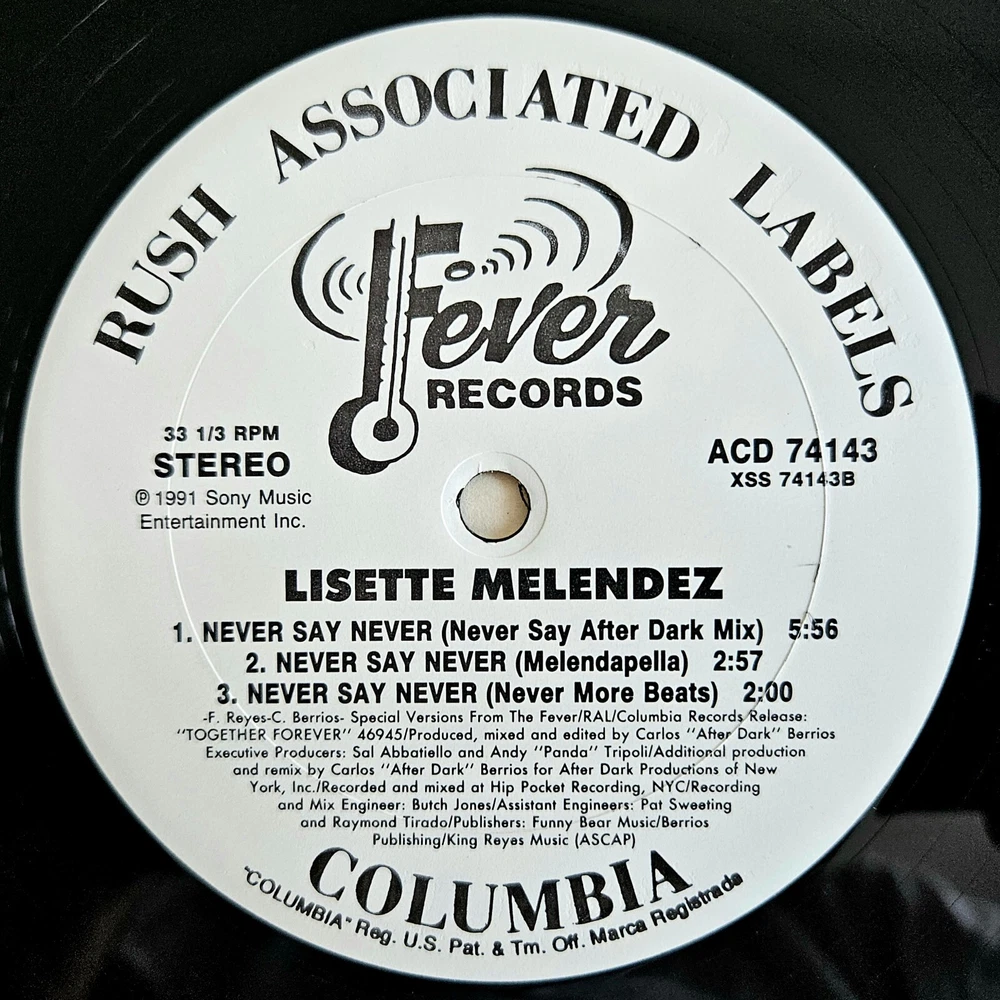 RUSH ASSOCIATED LABELS
Fever
RECORDS
33 1/3 RPM
STEREO
℗ 1991 Sony Music
Entertainment Inc.
ACD 74143
XSS 74143B
LISETTE MELENDEZ
1. NEVER SAY NEVER (Never Say After Dark Mix) 5:56
2. NEVER SAY NEVER (Melendapella) 2:57
3. NEVER SAY NEVER (Never More Beats) 2:00
-F. Reyes-C. Berrios- Special Versions From The Fever/RAL/Columbia Records Release:
"TOGETHER FOREVER" 46945/Produced, mixed and edited by Carlos "After Dark" Berrios
Executive Producers: Sal Abbatiello and Andy "Panda" Tripoli/Additional production
and remix by Carlos "After Dark" Berrios for After Dark Productions of New
York, Inc./Recorded and mixed at Hip Pocket Recording, NYC/Recording
and Mix Engineer: Butch Jones/Assistant Engineers: Pat Sweeting
and Raymond Tirado/Publishers: Funny Bear Music/Berrios
Publishing/King Reyes Music (ASCAP)
COLUMBIA
"COLUMBIA" Reg. U.S. Pat. & Tm. Off. Marca Registrada